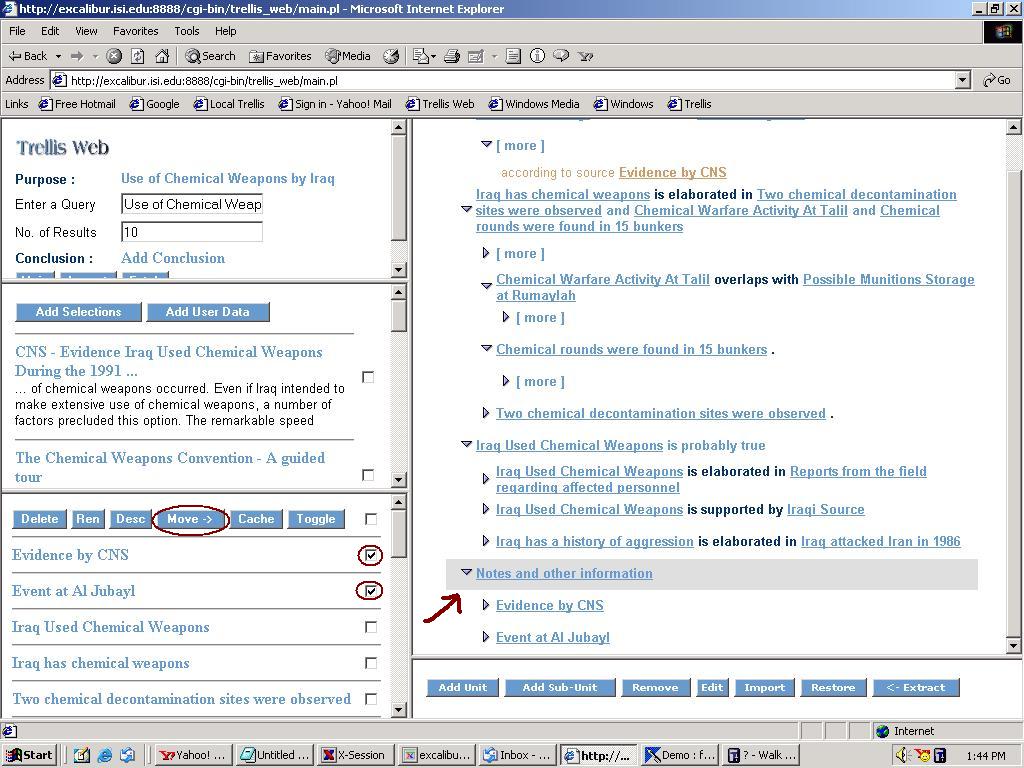 http://excalibur.isi.edu:8888/cgi-bin/trellis_web/main.pl - Microsoft Internet Explorer
File Edit View Favorites Tools Help
Back Search Favorites Media
Address http://excalibur.isi.edu:8888/cgi-bin/trellis_web/main.pl Go
Links Free Hotmail Google Local Trellis Sign in - Yahoo! Mail Trellis Web Windows Media Windows Trellis
Trellis Web
Purpose : Use of Chemical Weapons by Iraq
Enter a Query Use of Chemical Weap
No. of Results 10
Conclusion : Add Conclusion
Add Selections Add User Data
CNS - Evidence Iraq Used Chemical Weapons
During the 1991 ...
... of chemical weapons occurred. Even if Iraq intended to
make extensive use of chemical weapons, a number of
factors precluded this option. The remarkable speed
The Chemical Weapons Convention - A guided
tour
Delete Ren Desc Move -> Cache Toggle
Evidence by CNS
Event at Al Jubayl
Iraq Used Chemical Weapons
Iraq has chemical weapons
Two chemical decontamination sites were observed
[ more ]
according to source Evidence by CNS
Iraq has chemical weapons is elaborated in Two chemical decontamination
sites were observed and Chemical Warfare Activity At Talil and Chemical
rounds were found in 15 bunkers
[ more ]
Chemical Warfare Activity At Talil overlaps with Possible Munitions Storage
at Rumaylah
[ more ]
Chemical rounds were found in 15 bunkers .
[ more ]
Two chemical decontamination sites were observed .
Iraq Used Chemical Weapons is probably true
Iraq Used Chemical Weapons is elaborated in Reports from the field
regarding affected personnel
Iraq Used Chemical Weapons is supported by Iraqi Source
Iraq has a history of aggression is elaborated in Iraq attacked Iran in 1986
Notes and other information
Evidence by CNS
Event at Al Jubayl
Add Unit Add Sub-Unit Remove Edit Import Restore <- Extract
Internet
Start Yahoo! ... Untitled ... X-Session excalibu... Inbox - ... http://... Demo : f... ? - Walk ... 1:44 PM